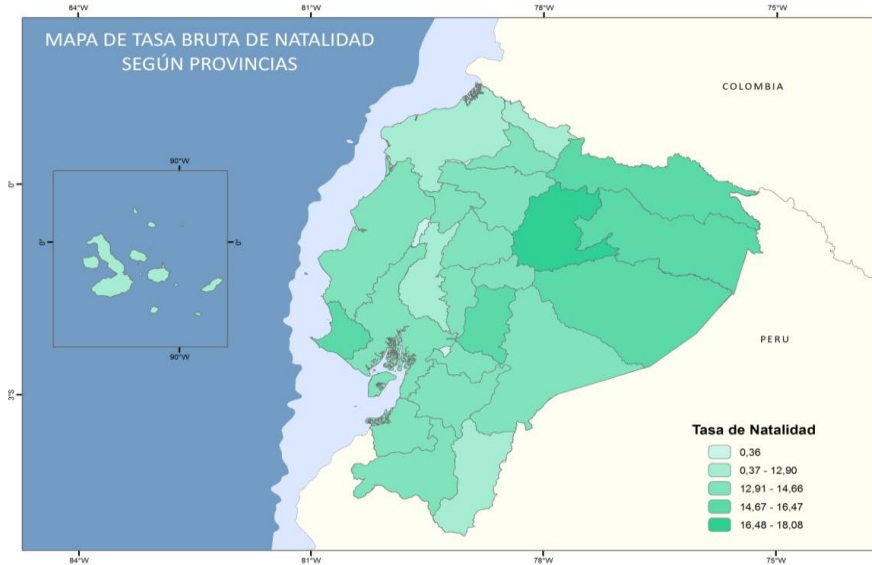 84°W
81°W
78°W
75°W
MAPA DE TASA BRUTA DE NATALIDAD
SEGÚN PROVINCIAS
COLOMBIA
90°W
0°
0°
0°
90°W
PERU
3°S
Tasa de Natalidad
0,36
0,37 - 12,90
12,91 - 14,66
14,67 - 16,47
16,48 - 18,08
84°W
81°W
78°W
75°W